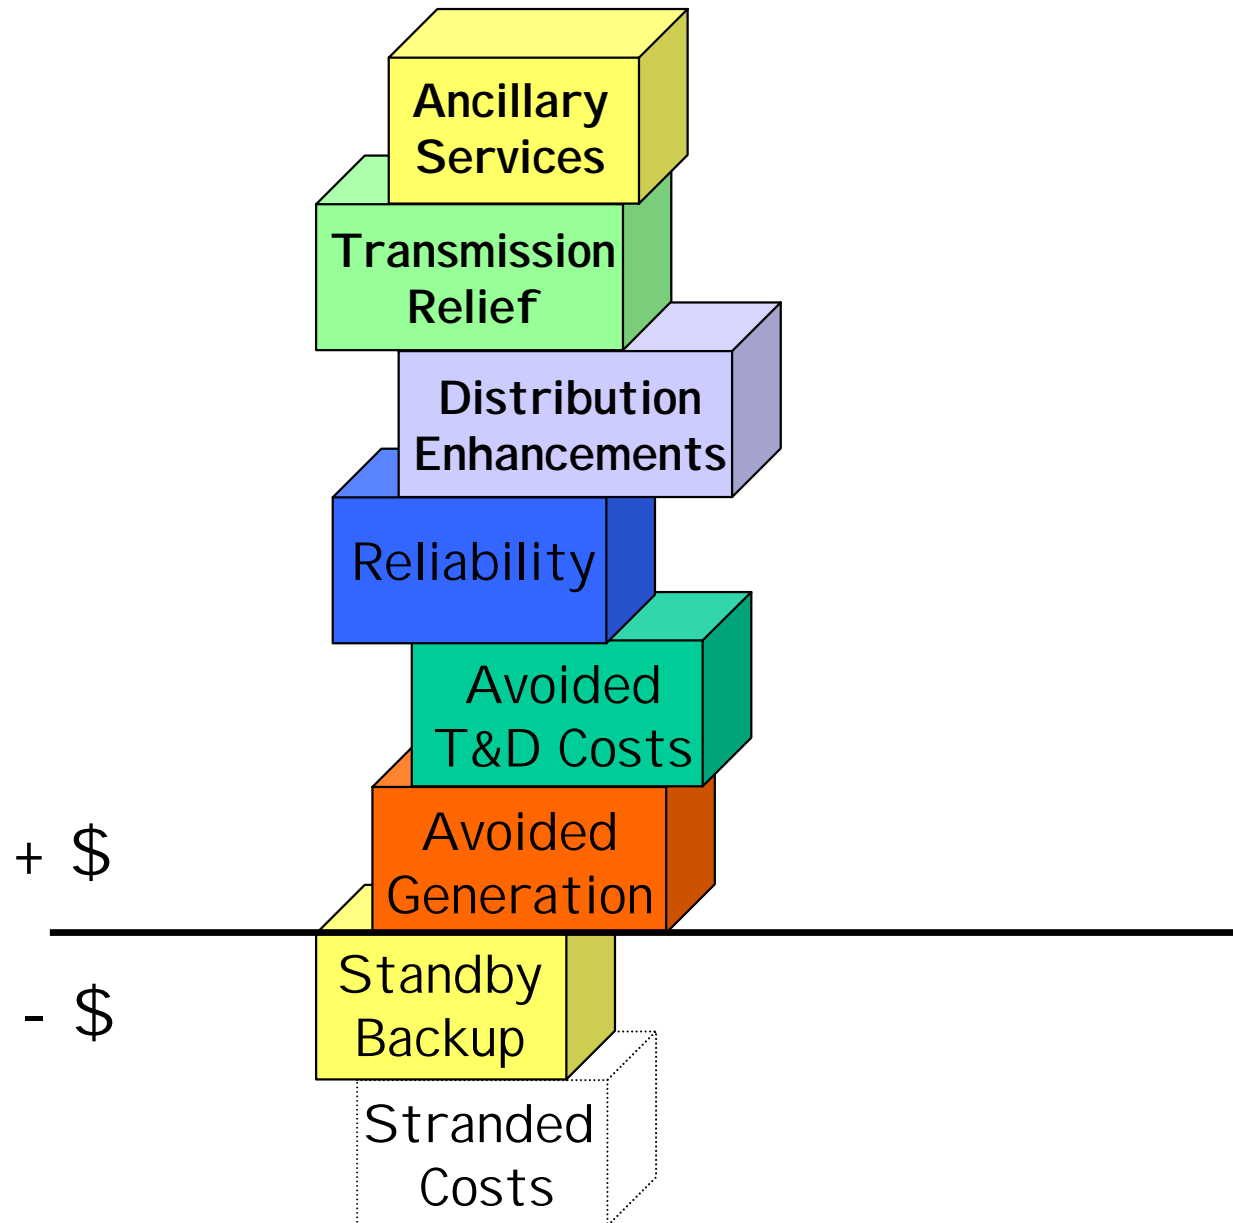 Ancillary
Services
Transmission
Relief
Distribution
Enhancements
Reliability
Avoided
T&D Costs
Avoided
Generation
+ $
Standby
Backup
- $
Stranded
Costs